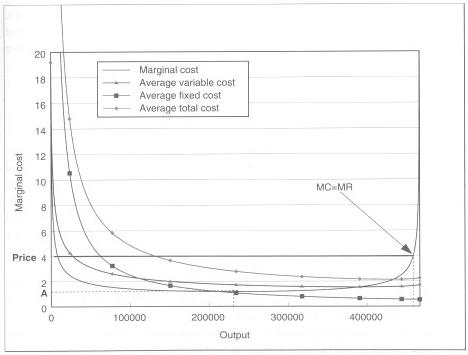 20
18
16
14
12
10
8
6
Price 4
2
A
0
Marginal cost
Marginal cost
Average variable cost
Average fixed cost
Average total cost
MC=MR
0 100000 200000 300000 400000
Output